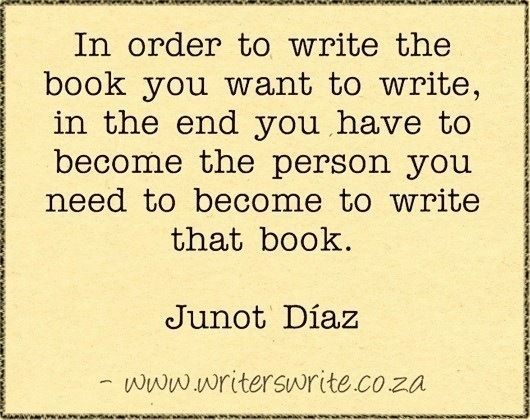 In order to write the
book you want to write,
in the end you have to
become the person you
need to become to write
that book.
Junot Díaz
- www.writerswrite.co.za